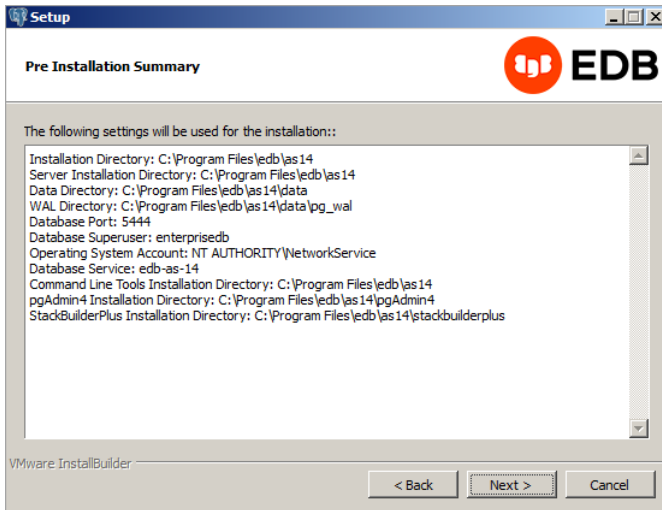 Setup
Pre Installation Summary
EDB
The following settings will be used for the installation::
Installation Directory: C:\Program Files\edb\as14
Server Installation Directory: C:\Program Files\edb\as14
Data Directory: C:\Program Files\edb\as14\data
WAL Directory: C:\Program Files\edb\as14\data\pg_wal
Database Port: 5444
Database Superuser: enterprisedb
Operating System Account: NT AUTHORITY\NetworkService
Database Service: edb-as-14
Command Line Tools Installation Directory: C:\Program Files\edb\as14
pgAdmin4 Installation Directory: C:\Program Files\edb\as14\pgAdmin4
StackBuilderPlus Installation Directory: C:\Program Files\edb\as14\stackbuilderplus
VMware InstallBuilder
< Back Next > Cancel